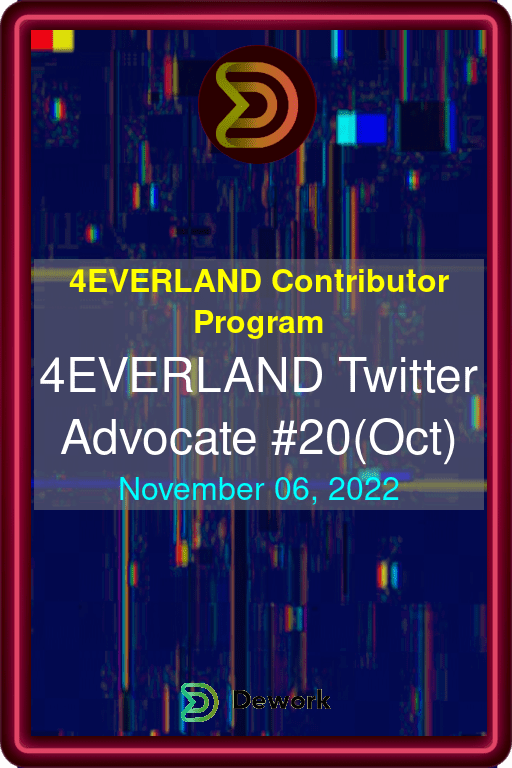 4EVERLAND Contributor
Program
4EVERLAND Twitter
Advocate #20(Oct)
November 06, 2022
Dework